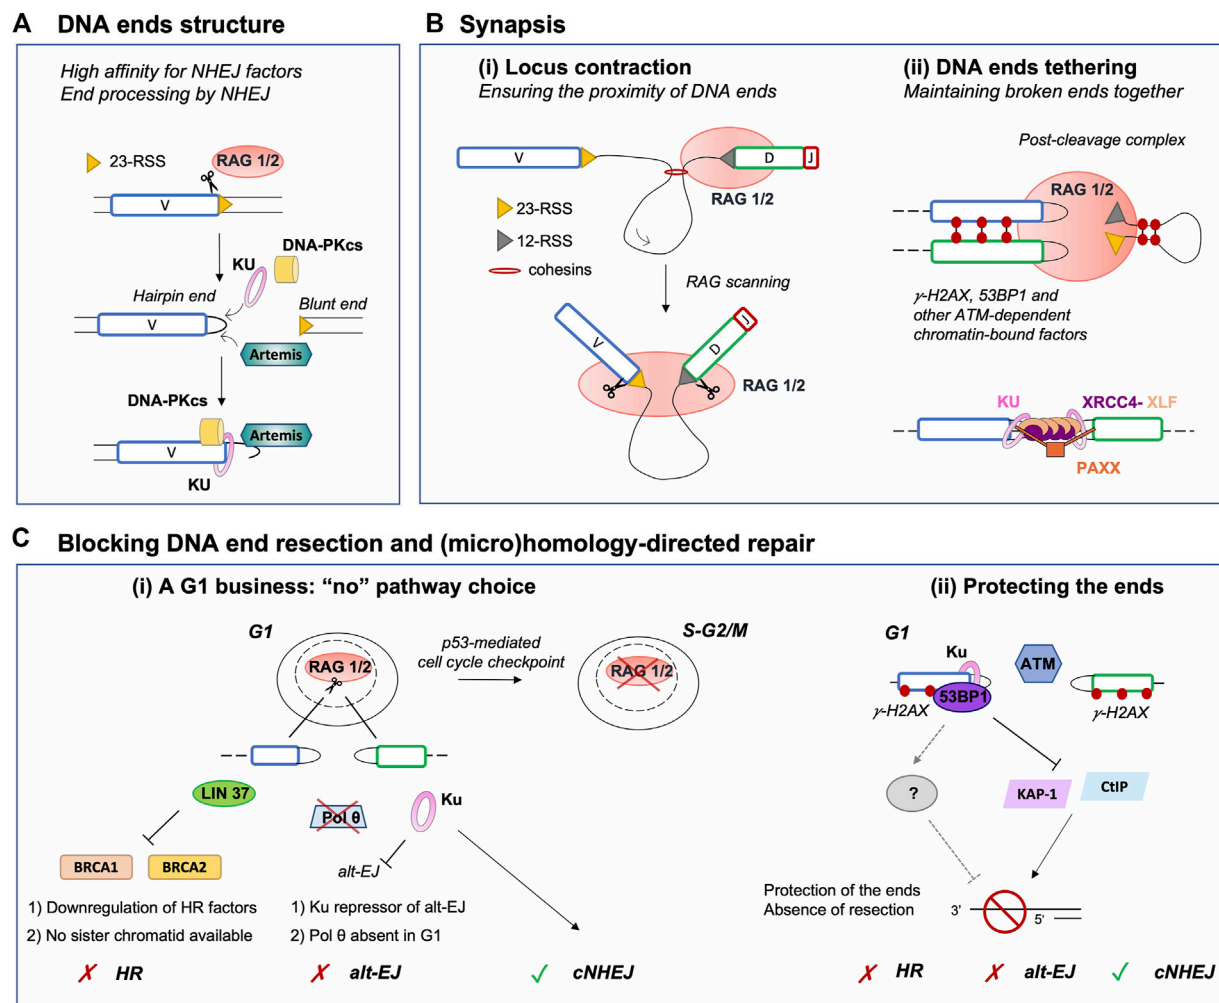 A DNA ends structure
High affinity for NHEJ factors
End processing by NHEJ
23-RSS
RAG 1/2
V
DNA-PKcs
KU
Hairpin end
Blunt end
V
Artemis
DNA-PKcs
Artemis
V
KU
B Synapsis
(i) Locus contraction
Ensuring the proximity of DNA ends
V
D
J
RAG 1/2
23-RSS
12-RSS
cohesins
RAG scanning
V
D
J
RAG 1/2
(ii) DNA ends tethering
Maintaining broken ends together
Post-cleavage complex
RAG 1/2
γ-H2AX, 53BP1 and
other ATM-dependent
chromatin-bound factors
KU
XRCC4- XLF
PAXX
C Blocking DNA end resection and (micro)homology-directed repair
(i) A G1 business: “no” pathway choice
G1
RAG 1/2
p53-mediated
cell cycle checkpoint
S-G2/M
RAG 1/2
LIN 37
Pol θ
Ku
BRCA1
BRCA2
alt-EJ
1) Downregulation of HR factors
2) No sister chromatid available
1) Ku repressor of alt-EJ
2) Pol θ absent in G1
✗ HR
✗ alt-EJ
✓ cNHEJ
(ii) Protecting the ends
G1
Ku
ATM
53BP1
γ-H2AX
γ-H2AX
?
KAP-1
CtIP
Protection of the ends
Absence of resection
3'
5'
✗ HR
✗ alt-EJ
✓ cNHEJ